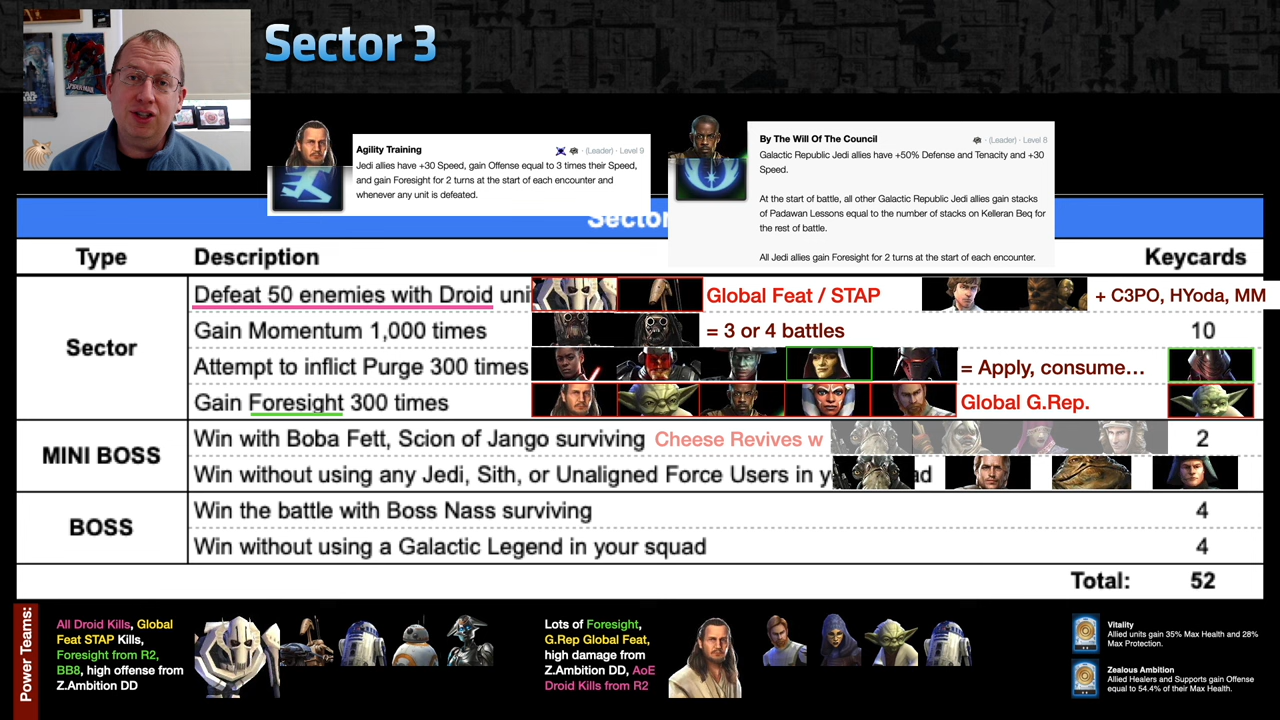 Sector 3
Agility Training
(Leader) · Level 9
Jedi allies have +30 Speed, gain Offense equal to 3 times their Speed,
and gain Foresight for 2 turns at the start of each encounter and
whenever any unit is defeated.
By The Will Of The Council
(Leader) · Level 8
Galactic Republic Jedi allies have +50% Defense and Tenacity and +30
Speed.
At the start of battle, all other Galactic Republic Jedi allies gain stacks
of Padawan Lessons equal to the number of stacks on Kelleran Beq for
the rest of battle.
All Jedi allies gain Foresight for 2 turns at the start of each encounter.
Sector
Type Description Keycards
Sector
Defeat 50 enemies with Droid uni Global Feat / STAP + C3PO, HYoda, MM
Gain Momentum 1,000 times = 3 or 4 battles 10
Attempt to inflict Purge 300 times = Apply, consume...
Gain Foresight 300 times Global G.Rep.
MINI BOSS
Win with Boba Fett, Scion of Jango surviving Cheese Revives w 2
Win without using any Jedi, Sith, or Unaligned Force Users in y ad
BOSS
Win the battle with Boss Nass surviving 4
Win without using a Galactic Legend in your squad 4
Total: 52
Power Teams:
All Droid Kills, Global
Feat STAP Kills,
Foresight from R2,
BB8, high offense from
Z.Ambition DD
Lots of Foresight,
G.Rep Global Feat,
high damage from
Z.Ambition DD, AoE
Droid Kills from R2
Vitality
Allied units gain 35% Max Health and 28%
Max Protection.
Zealous Ambition
Allied Healers and Supports gain Offense
equal to 54.4% of their Max Health.